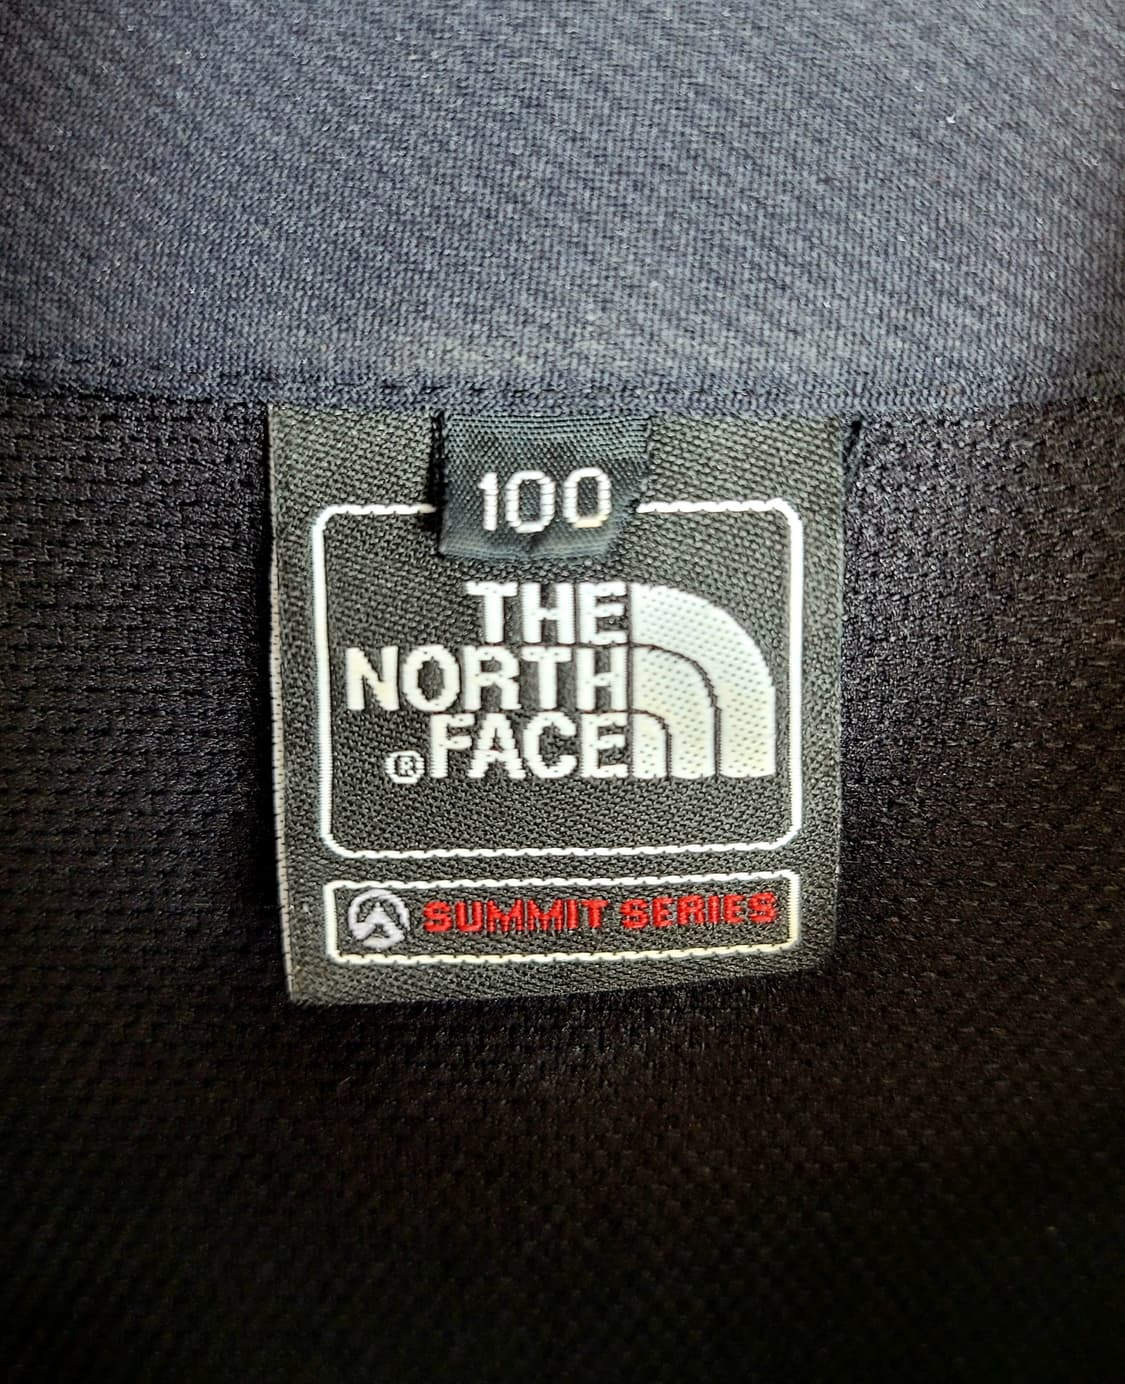 100
THE
NORTH
®FACE
SUMMIT SERIES